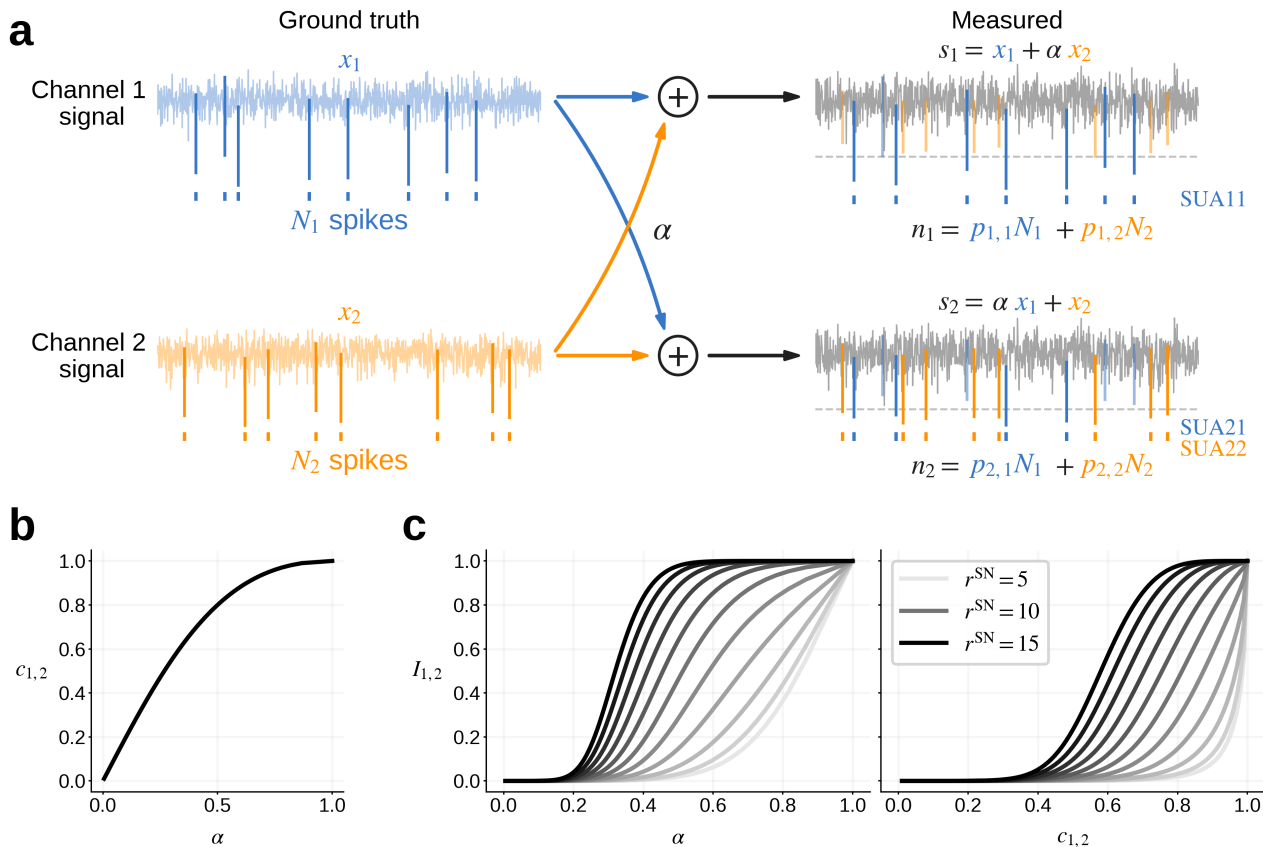 a
Ground truth
Measured
Channel 1
signal
x₁
s₁ = x₁ + α x₂
N₁ spikes
SUA11
n₁ = p₁,₁N₁ + p₁,₂N₂
α
Channel 2
signal
x₂
s₂ = α x₁ + x₂
N₂ spikes
SUA21
SUA22
n₂ = p₂,₁N₁ + p₂,₂N₂
b
c₁,₂
1.0
0.8
0.6
0.4
0.2
0.0
0.0 0.5 1.0
α
c
I₁,₂
1.0
0.8
0.6
0.4
0.2
0.0
0.0 0.2 0.4 0.6 0.8 1.0
α
rˢᴺ = 5
rˢᴺ = 10
rˢᴺ = 15
0.0 0.2 0.4 0.6 0.8 1.0
c₁,₂